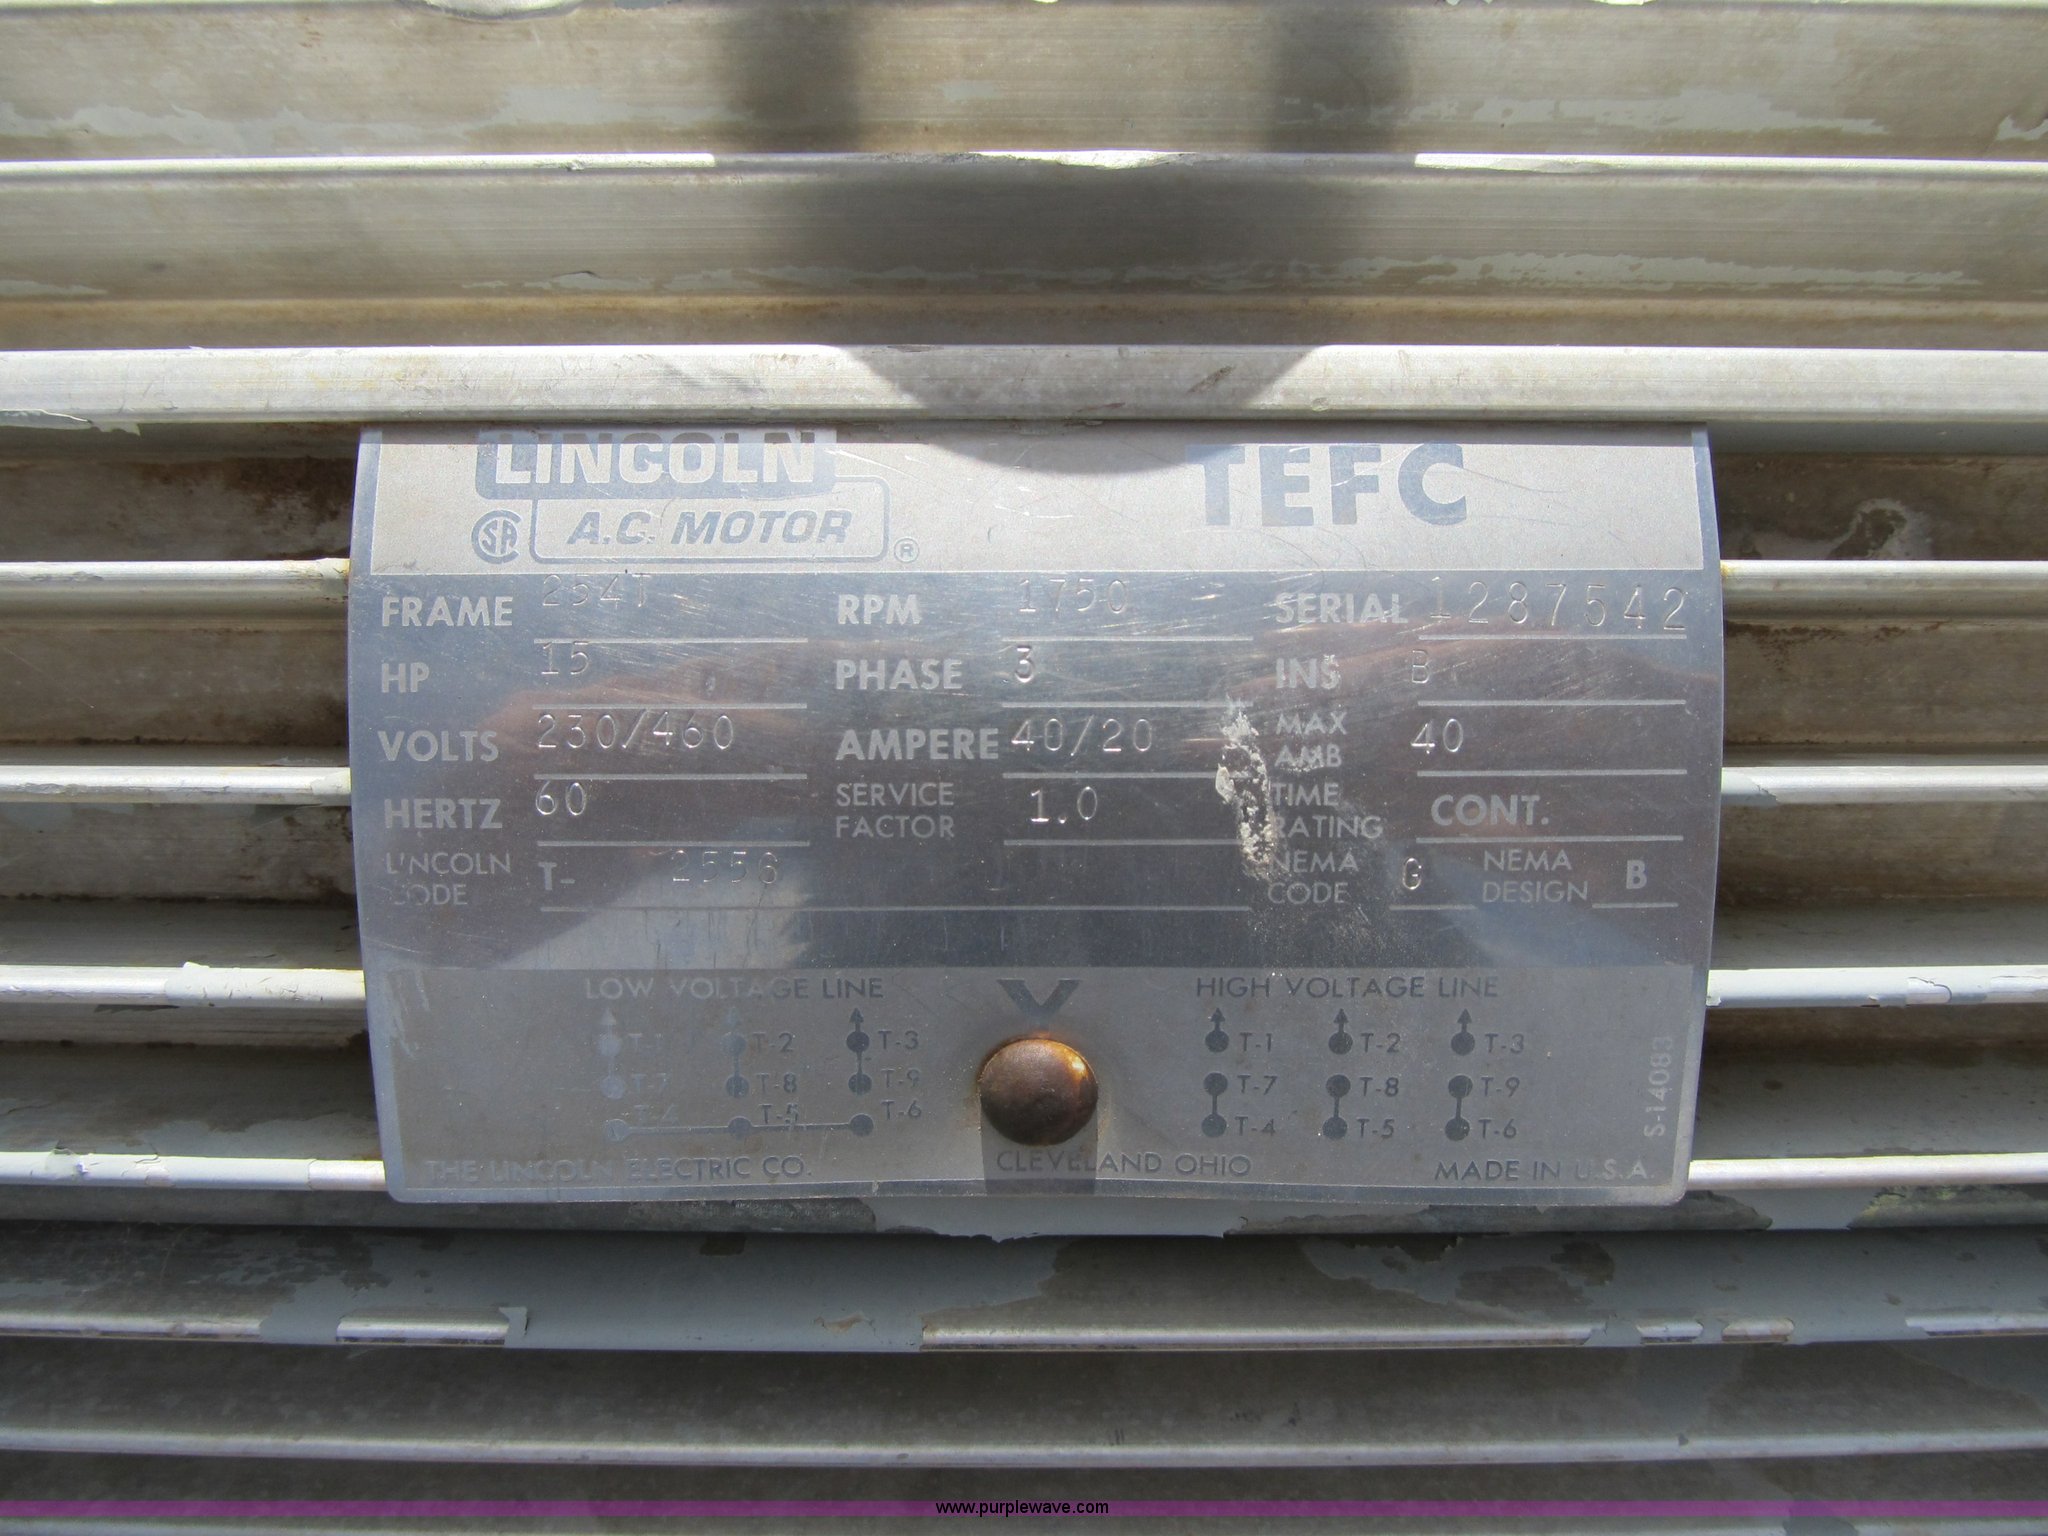 LINCOLN
A.C. MOTOR ®
SA
TEFC
FRAME 254T RPM 1750 SERIAL 1287542
HP 15 PHASE 3 INS B
VOLTS 230/460 AMPERE 40/20 MAX AMB 40
HERTZ 60 SERVICE FACTOR 1.0 TIME RATING CONT.
LINCOLN CODE T- 2556 NEMA CODE G NEMA DESIGN B
LOW VOLTAGE LINE HIGH VOLTAGE LINE
T-1 T-2 T-3 T-1 T-2 T-3
T-7 T-8 T-9 T-7 T-8 T-9
T-4 T-5 T-6 T-4 T-5 T-6
S-14083
THE LINCOLN ELECTRIC CO. CLEVELAND OHIO MADE IN U.S.A.
www.purplewave.com